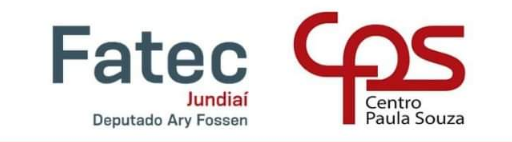 Fatec
Jundiaí
Deputado Ary Fossen
cps
Centro
Paula Souza